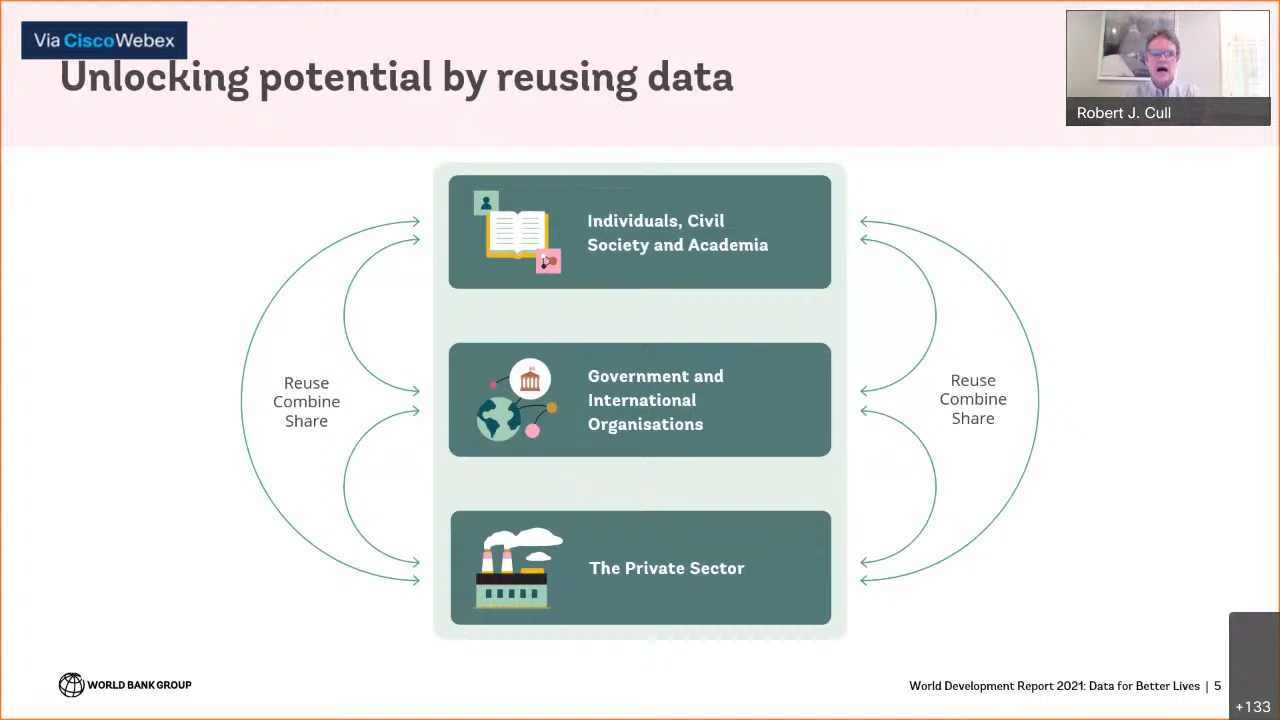 Via CiscoWebex
Unlocking potential by reusing data
Robert J. Cull
Individuals, Civil
Society and Academia
Reuse
Combine
Share
Government and
International
Organisations
Reuse
Combine
Share
The Private Sector
WORLD BANK GROUP
World Development Report 2021: Data for Better Lives | 5
+133